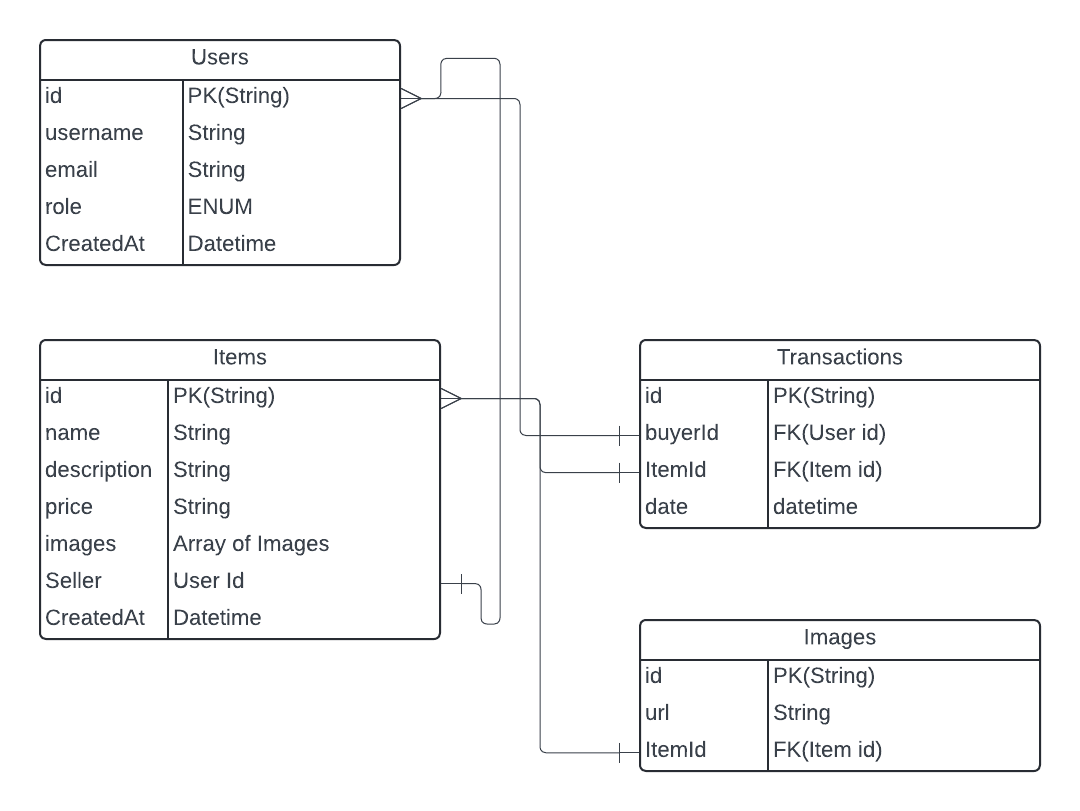 Users
id PK(String)
username String
email String
role ENUM
CreatedAt Datetime
Items
id PK(String)
name String
description String
price String
images Array of Images
Seller User Id
CreatedAt Datetime
Transactions
id PK(String)
buyerId FK(User id)
ItemId FK(Item id)
date datetime
Images
id PK(String)
url String
ItemId FK(Item id)